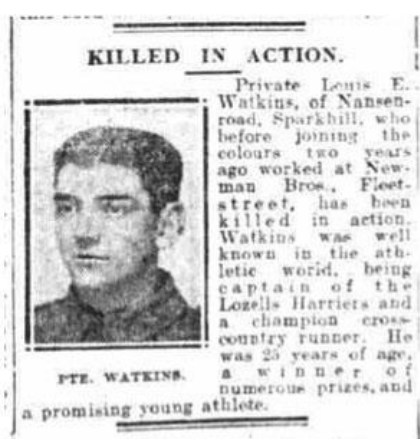 KILLED IN ACTION.
Private Louis E.
Watkins, of Nansen-
road, Sparkhill, who
before joining the
colours two years
ago worked at New-
man Bros., Fleet-
street, has been
killed in action.
Watkins was well
known in the ath-
letic world, being
captain of the
Lozells Harriers and
a champion cross-
country runner. He
was 25 years of age,
a winner of
numerous prizes, and
a promising young athlete.
PTE. WATKINS.